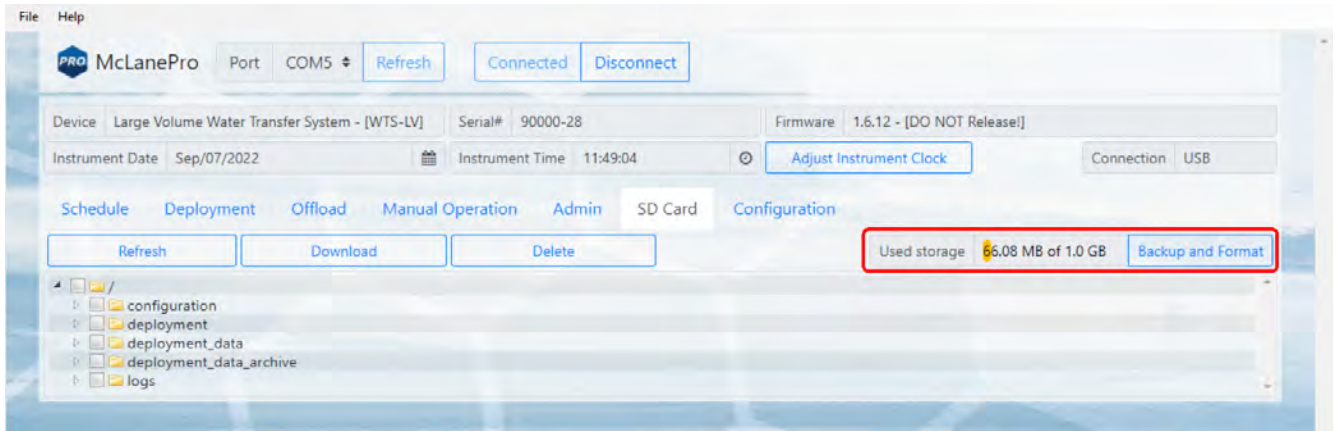 File Help
PRO McLanePro Port COM5 Refresh Connected Disconnect
Device Large Volume Water Transfer System - [WTS-LV] Serial# 90000-28 Firmware 1.6.12 - [DO NOT Release!]
Instrument Date Sep/07/2022 Instrument Time 11:49:04 Adjust Instrument Clock Connection USB
Schedule Deployment Offload Manual Operation Admin SD Card Configuration
Refresh Download Delete Used storage 66.08 MB of 1.0 GB Backup and Format
/
configuration
deployment
deployment_data
deployment_data_archive
logs